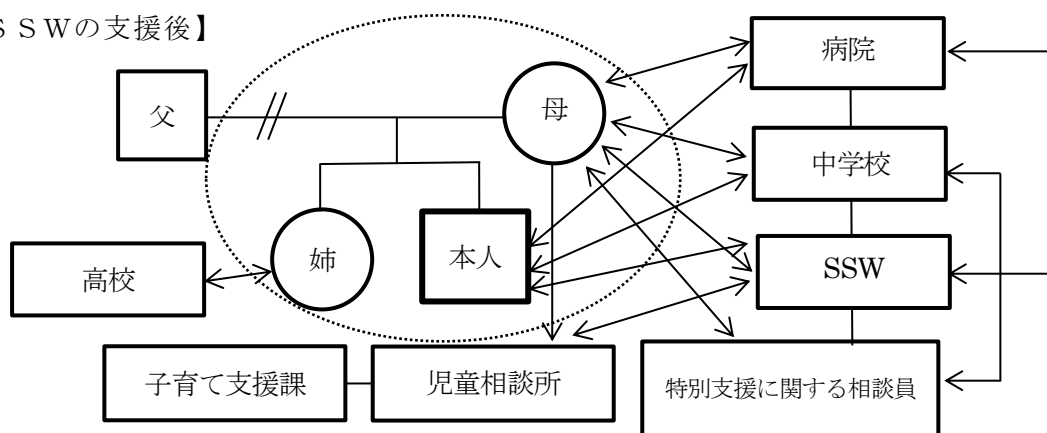 ＳＳＷの支援後】
病院
父
母
中学校
姉
本人
SSW
高校
子育て支援課
児童相談所
特別支援に関する相談員